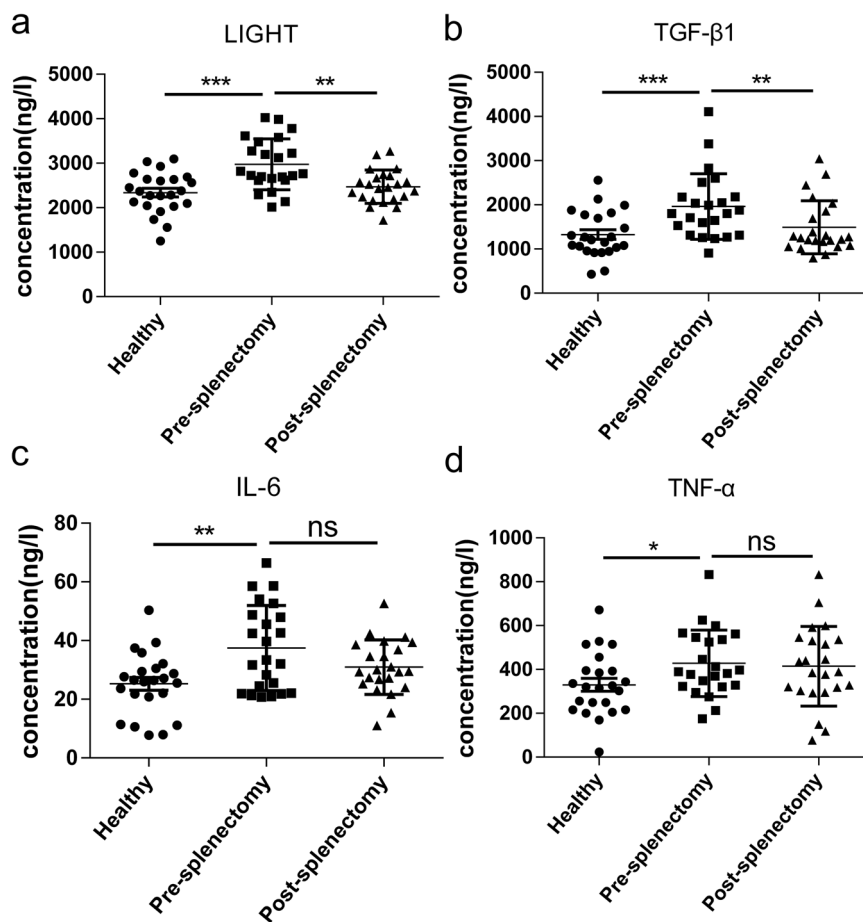 a
LIGHT
concentration(ng/l)
5000
4000
3000
2000
1000
0
***
**
Healthy
Pre-splenectomy
Post-splenectomy
b
TGF-β1
concentration(ng/l)
5000
4000
3000
2000
1000
0
***
**
Healthy
Pre-splenectomy
Post-splenectomy
c
IL-6
concentration(ng/l)
80
60
40
20
0
**
ns
Healthy
Pre-splenectomy
Post-splenectomy
d
TNF-α
concentration(ng/l)
1000
800
600
400
200
0
*
ns
Healthy
Pre-splenectomy
Post-splenectomy